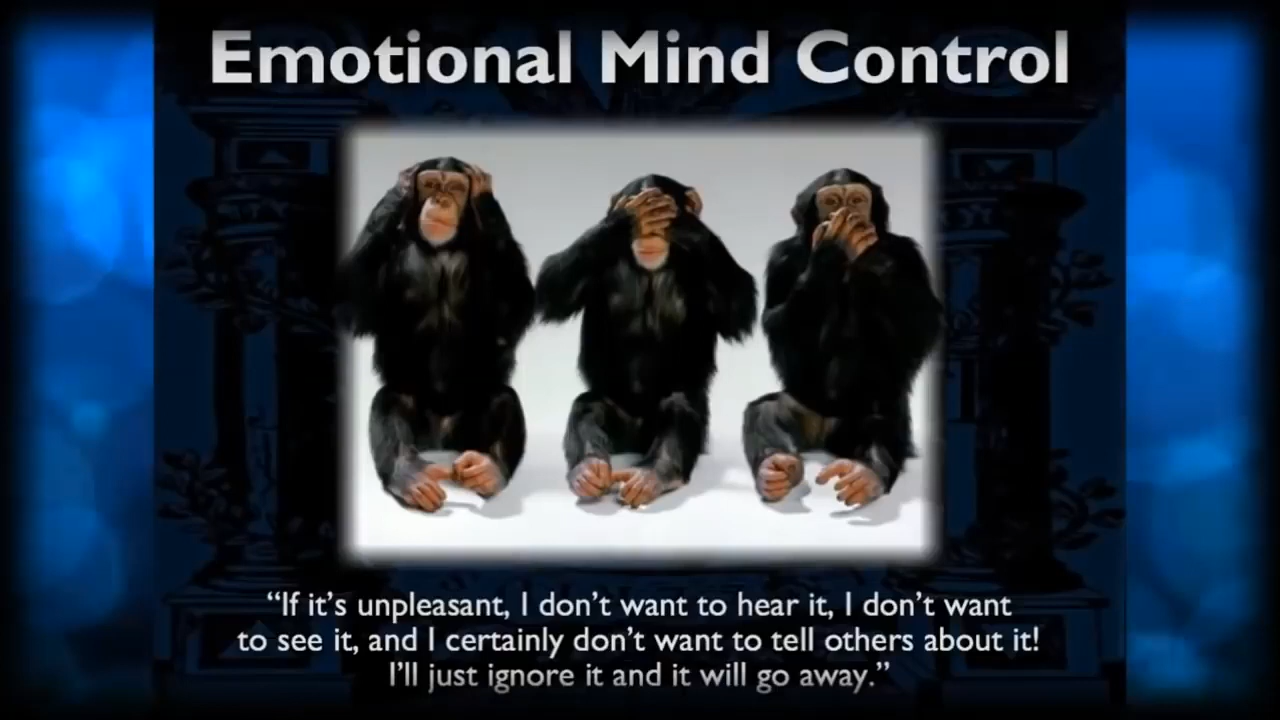 Emotional Mind Control
“If it’s unpleasant, I don’t want to hear it, I don’t want
to see it, and I certainly don’t want to tell others about it!
I’ll just ignore it and it will go away.”